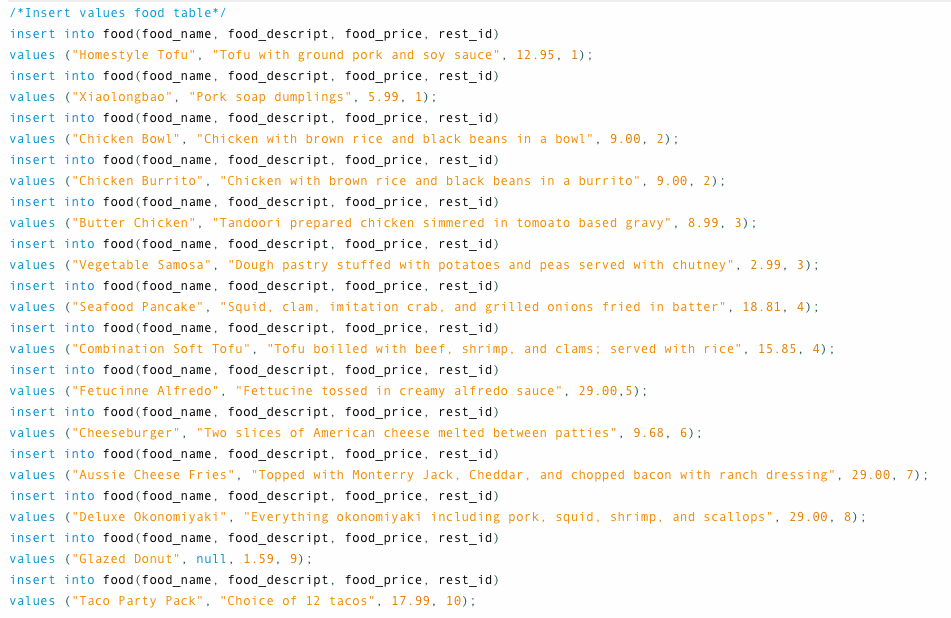 /*Insert values food table*/
insert into food(food_name, food_descript, food_price, rest_id)
values ("Homestyle Tofu", "Tofu with ground pork and soy sauce", 12.95, 1);
insert into food(food_name, food_descript, food_price, rest_id)
values ("Xiaolongbao", "Pork soap dumplings", 5.99, 1);
insert into food(food_name, food_descript, food_price, rest_id)
values ("Chicken Bowl", "Chicken with brown rice and black beans in a bowl", 9.00, 2);
insert into food(food_name, food_descript, food_price, rest_id)
values ("Chicken Burrito", "Chicken with brown rice and black beans in a burrito", 9.00, 2);
insert into food(food_name, food_descript, food_price, rest_id)
values ("Butter Chicken", "Tandoori prepared chicken simmered in tomoato based gravy", 8.99, 3);
insert into food(food_name, food_descript, food_price, rest_id)
values ("Vegetable Samosa", "Dough pastry stuffed with potatoes and peas served with chutney", 2.99, 3);
insert into food(food_name, food_descript, food_price, rest_id)
values ("Seafood Pancake", "Squid, clam, imitation crab, and grilled onions fried in batter", 18.81, 4);
insert into food(food_name, food_descript, food_price, rest_id)
values ("Combination Soft Tofu", "Tofu boilled with beef, shrimp, and clams; served with rice", 15.85, 4);
insert into food(food_name, food_descript, food_price, rest_id)
values ("Fetucinne Alfredo", "Fettucine tossed in creamy alfredo sauce", 29.00,5);
insert into food(food_name, food_descript, food_price, rest_id)
values ("Cheeseburger", "Two slices of American cheese melted between patties", 9.68, 6);
insert into food(food_name, food_descript, food_price, rest_id)
values ("Aussie Cheese Fries", "Topped with Monterry Jack, Cheddar, and chopped bacon with ranch dressing", 29.00, 7);
insert into food(food_name, food_descript, food_price, rest_id)
values ("Deluxe Okonomiyaki", "Everything okonomiyaki including pork, squid, shrimp, and scallops", 29.00, 8);
insert into food(food_name, food_descript, food_price, rest_id)
values ("Glazed Donut", null, 1.59, 9);
insert into food(food_name, food_descript, food_price, rest_id)
values ("Taco Party Pack", "Choice of 12 tacos", 17.99, 10);